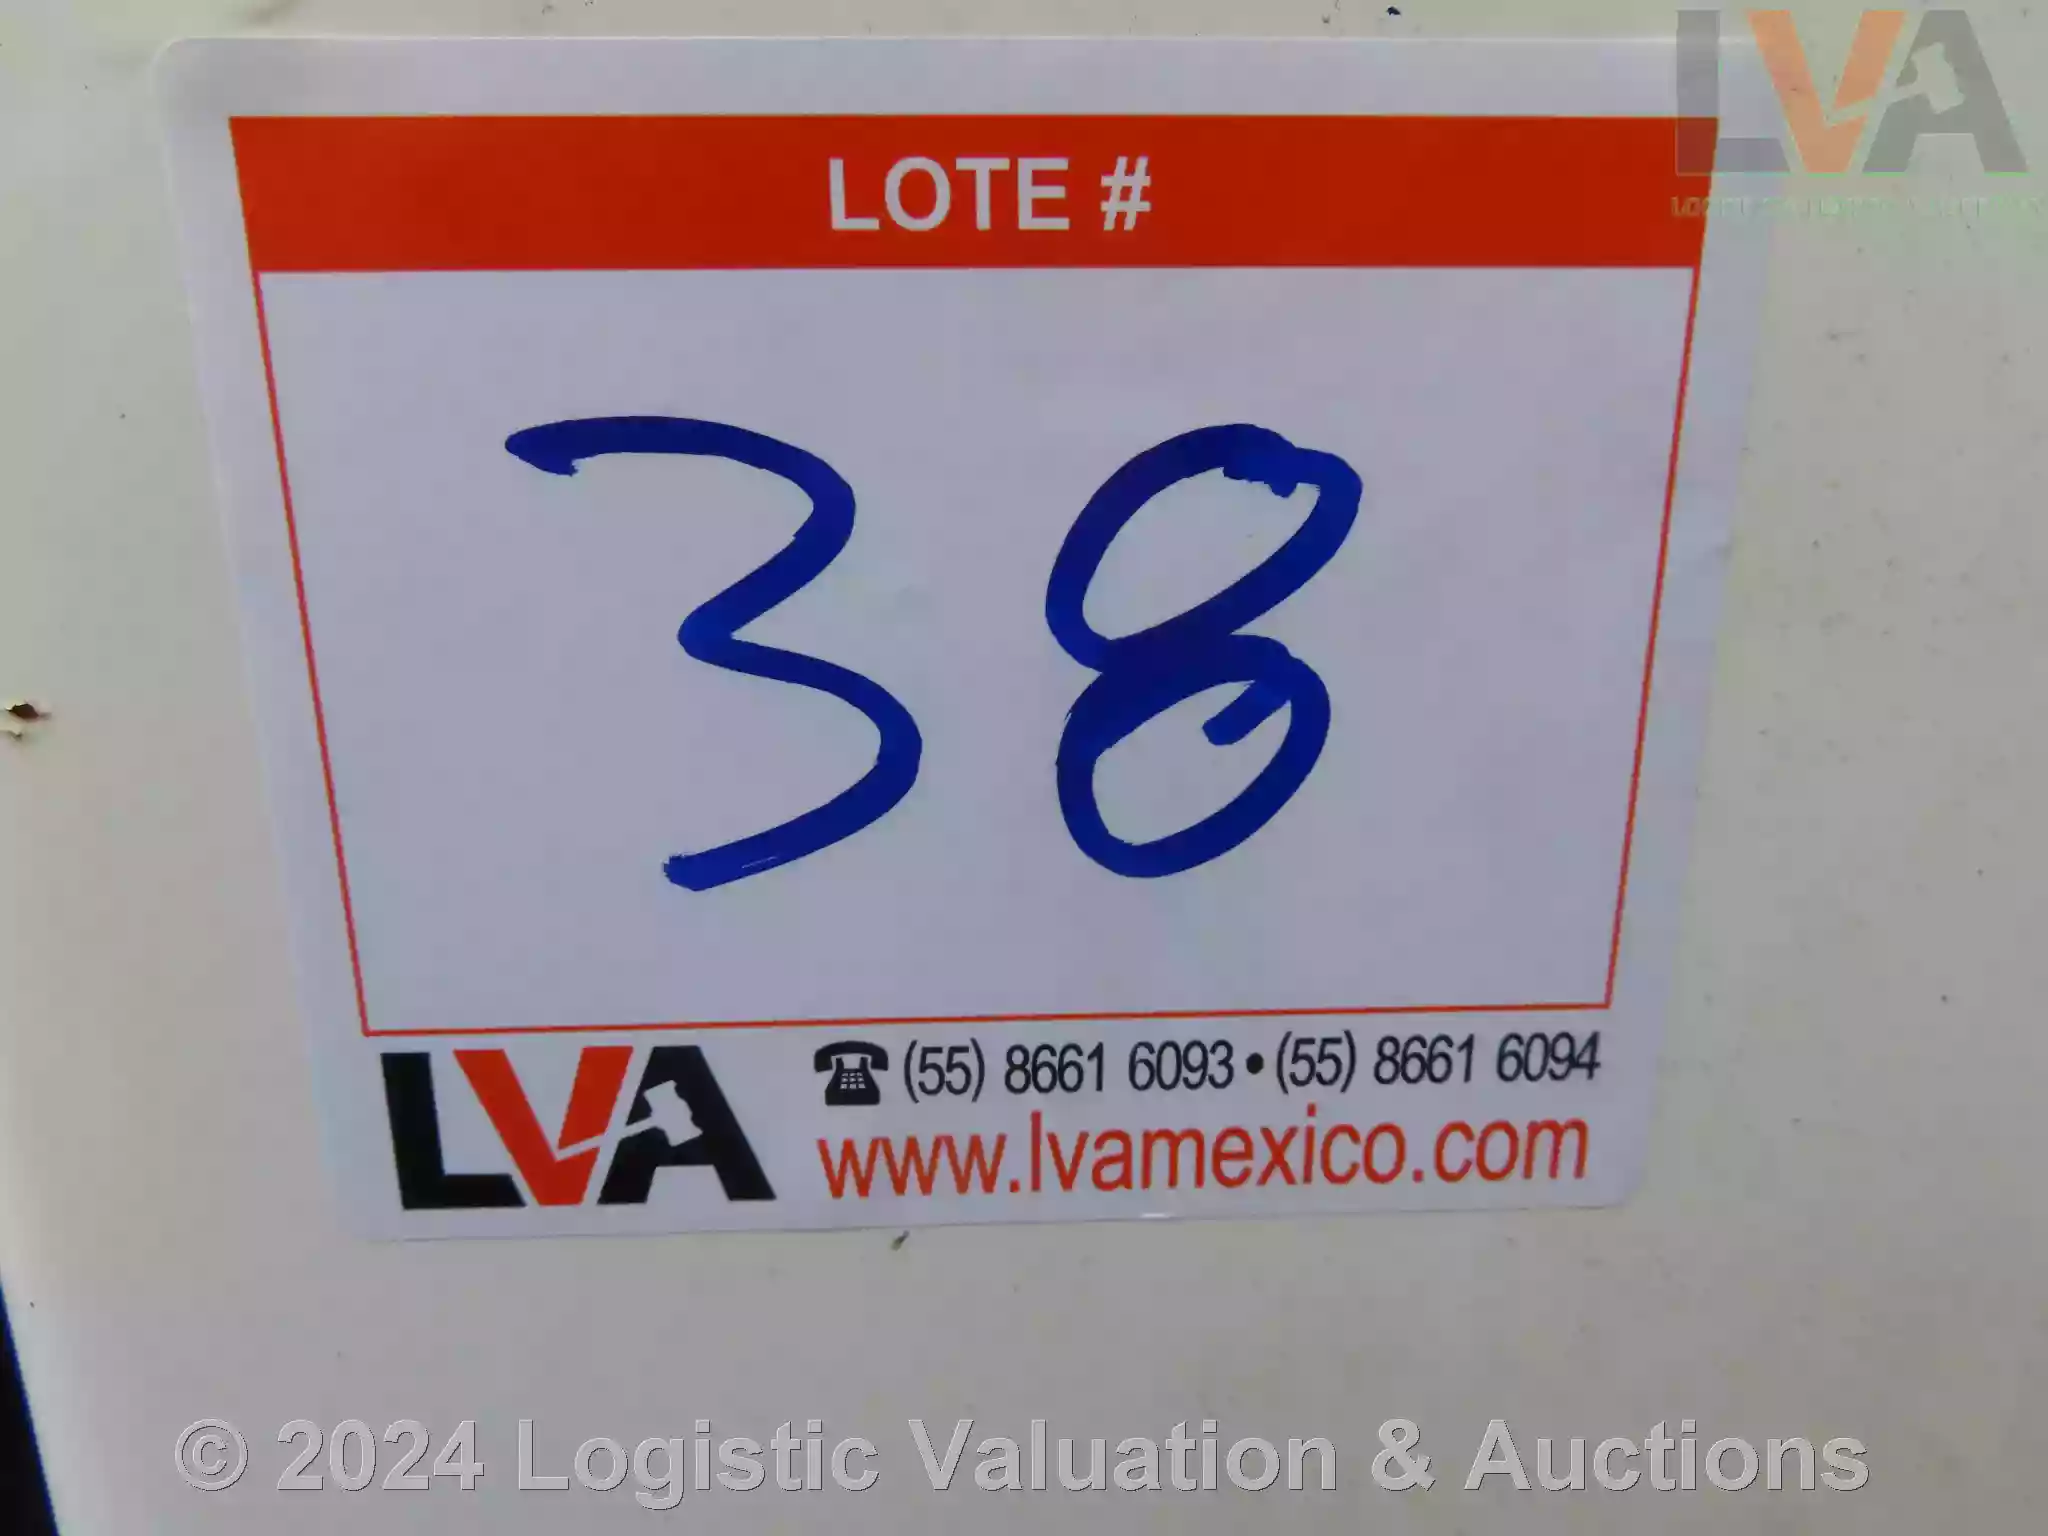 LVA
LOTE #
38
LVA
(55) 8661 6093 • (55) 8661 6094
www.lvamexico.com
© 2024 Logistic Valuation & Auctions